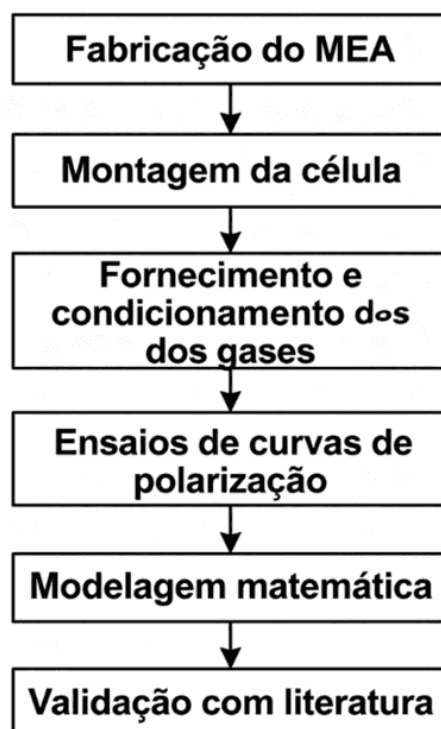 Fabricação do MEA
Montagem da célula
Fornecimento e
condicionamento dos
dos gases
Ensaios de curvas de
polarização
Modelagem matemática
Validação com literatura